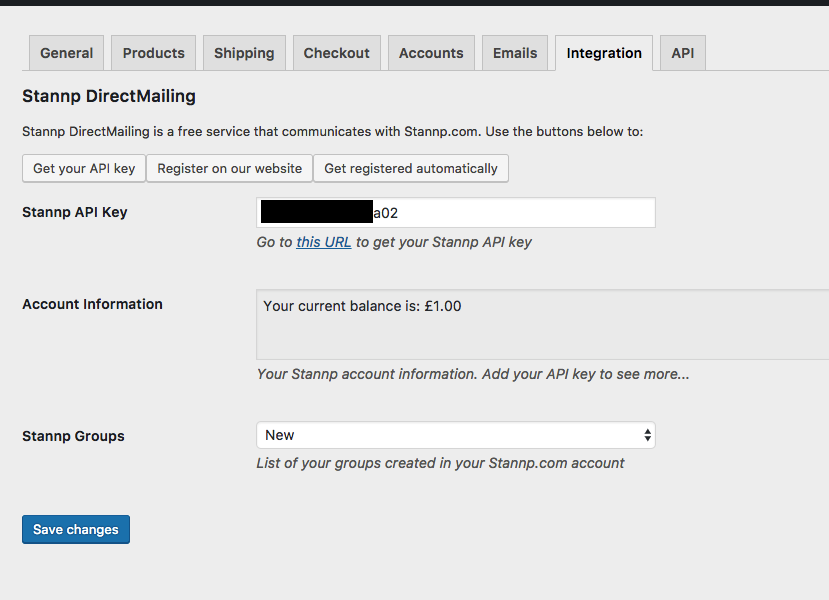 General Products Shipping Checkout Accounts Emails Integration API
Stannp DirectMailing
Stannp DirectMailing is a free service that communicates with Stannp.com. Use the buttons below to:
Get your API key Register on our website Get registered automatically
Stannp API Key a02
Go to this URL to get your Stannp API key
Account Information Your current balance is: £1.00
Your Stannp account information. Add your API key to see more...
Stannp Groups New
List of your groups created in your Stannp.com account
Save changes